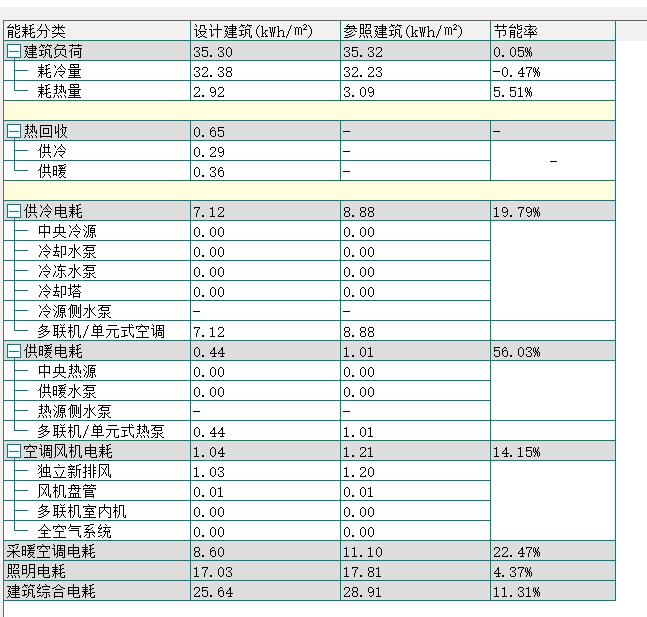 能耗分类 设计建筑(kWh/㎡) 参照建筑(kWh/㎡) 节能率
建筑负荷 35.30 35.32 0.05%
耗冷量 32.38 32.23 -0.47%
耗热量 2.92 3.09 5.51%
热回收 0.65 - -
供冷 0.29 - -
供暖 0.36 -
供冷电耗 7.12 8.88 19.79%
中央冷源 0.00 0.00
冷却水泵 0.00 0.00
冷冻水泵 0.00 0.00
冷却塔 0.00 0.00
冷源侧水泵 - -
多联机/单元式空调 7.12 8.88
供暖电耗 0.44 1.01 56.03%
中央热源 0.00 0.00
供暖水泵 0.00 0.00
热源侧水泵 - -
多联机/单元式热泵 0.44 1.01
空调风机电耗 1.04 1.21 14.15%
独立新排风 1.03 1.20
风机盘管 0.01 0.01
多联机室内机 0.00 0.00
全空气系统 0.00 0.00
采暖空调电耗 8.60 11.10 22.47%
照明电耗 17.03 17.81 4.37%
建筑综合电耗 25.64 28.91 11.31%